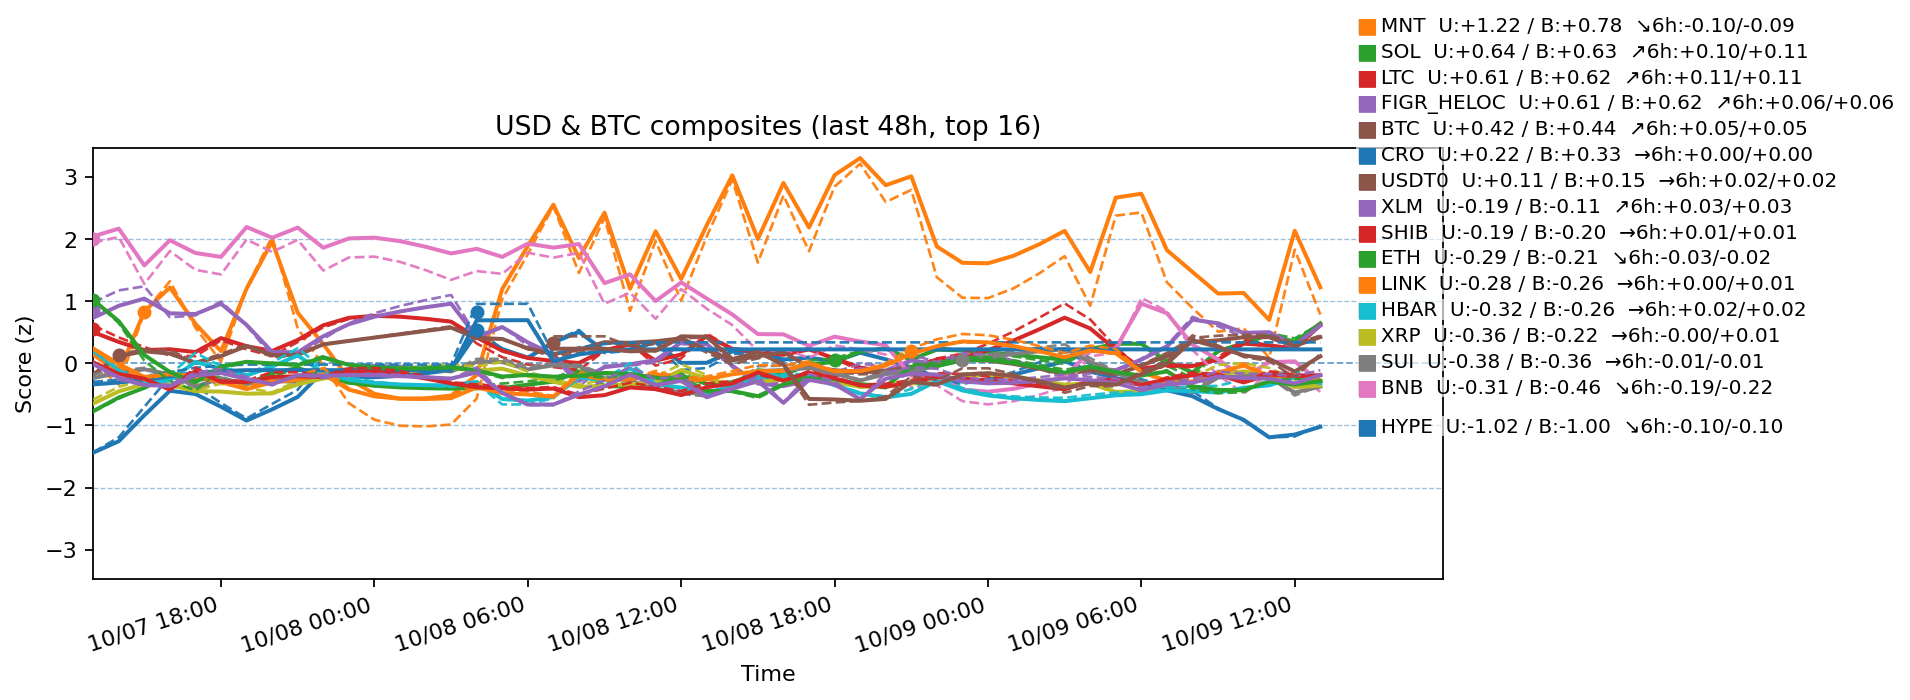 MNT U:+1.22 / B:+0.78 ↘6h:-0.10/-0.09
SOL U:+0.64 / B:+0.63 ↗6h:+0.10/+0.11
LTC U:+0.61 / B:+0.62 ↗6h:+0.11/+0.11
FIGR_HELOC U:+0.61 / B:+0.62 ↗6h:+0.06/+0.06
BTC U:+0.42 / B:+0.44 ↗6h:+0.05/+0.05
CRO U:+0.22 / B:+0.33 →6h:+0.00/+0.00
USDT0 U:+0.11 / B:+0.15 →6h:+0.02/+0.02
XLM U:-0.19 / B:-0.11 ↗6h:+0.03/+0.03
SHIB U:-0.19 / B:-0.20 →6h:+0.01/+0.01
ETH U:-0.29 / B:-0.21 ↘6h:-0.03/-0.02
LINK U:-0.28 / B:-0.26 →6h:+0.00/+0.01
HBAR U:-0.32 / B:-0.26 →6h:+0.02/+0.02
XRP U:-0.36 / B:-0.22 →6h:-0.00/+0.01
SUI U:-0.38 / B:-0.36 →6h:-0.01/-0.01
BNB U:-0.31 / B:-0.46 ↘6h:-0.19/-0.22
HYPE U:-1.02 / B:-1.00 ↘6h:-0.10/-0.10
USD & BTC composites (last 48h, top 16)
Score (z)
3
2
1
0
−1
−2
−3
10/07 18:00
10/08 00:00
10/08 06:00
10/08 12:00
10/08 18:00
10/09 00:00
10/09 06:00
10/09 12:00
Time